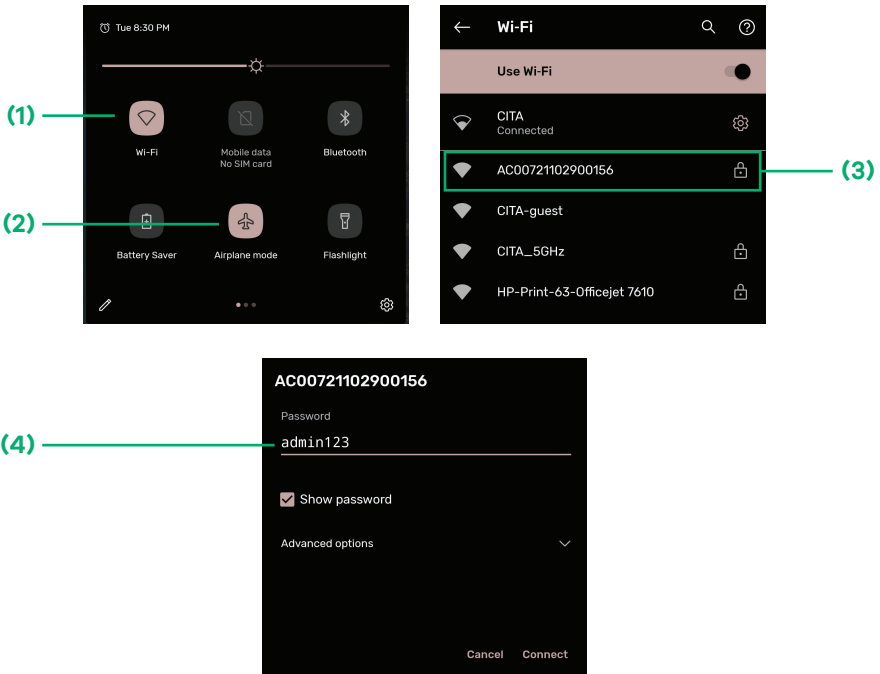 Tue 8:30 PM
(1)
Wi-Fi
Mobile data
No SIM card
Bluetooth
(2)
Battery Saver
Airplane mode
Flashlight
Wi-Fi
Use Wi-Fi
CITA
Connected
AC00721102900156
(3)
CITA-guest
CITA_5GHz
HP-Print-63-Officejet 7610
AC00721102900156
Password
(4)
admin123
Show password
Advanced options
Cancel Connect